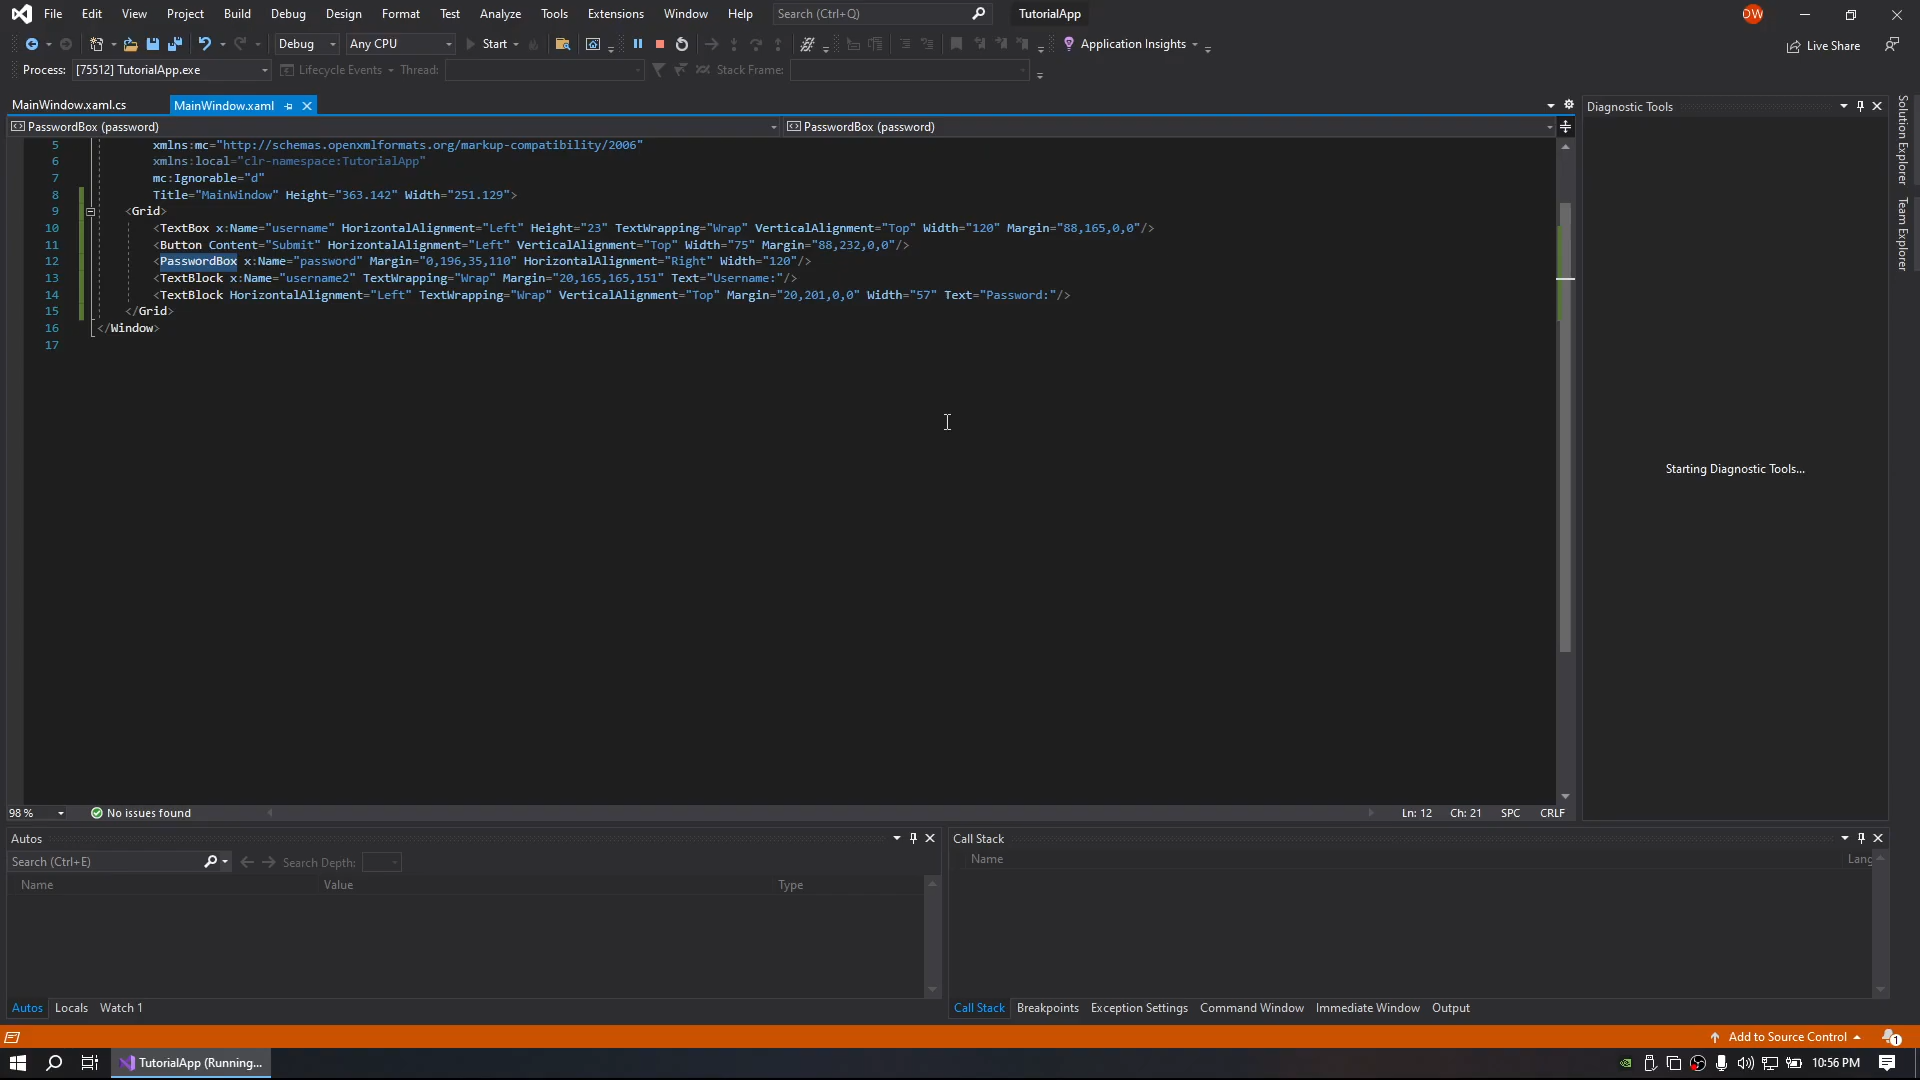 File Edit View Project Build Debug Design Format Test Analyze Tools Extensions Window Help Search (Ctrl+Q) TutorialApp DW
Debug Any CPU Start Application Insights Live Share
Process: [75512] TutorialApp.exe Lifecycle Events Thread: Stack Frame:
MainWindow.xaml.cs MainWindow.xaml Diagnostic Tools
PasswordBox (password) PasswordBox (password)
5 xmlns:mc="http://schemas.openxmlformats.org/markup-compatibility/2006"
6 xmlns:local="clr-namespace:TutorialApp"
7 mc:Ignorable="d"
8 Title="MainWindow" Height="363.142" Width="251.129">
9 <Grid>
10 <TextBox x:Name="username" HorizontalAlignment="Left" Height="23" TextWrapping="Wrap" VerticalAlignment="Top" Width="120" Margin="88,165,0,0"/>
11 <Button Content="Submit" HorizontalAlignment="Left" VerticalAlignment="Top" Width="75" Margin="88,232,0,0"/>
12 <PasswordBox x:Name="password" Margin="0,196,35,110" HorizontalAlignment="Right" Width="120"/>
13 <TextBlock x:Name="username2" TextWrapping="Wrap" Margin="20,165,165,151" Text="Username:"/>
14 <TextBlock HorizontalAlignment="Left" TextWrapping="Wrap" VerticalAlignment="Top" Margin="20,201,0,0" Width="57" Text="Password:"/>
15 </Grid>
16 </Window>
17
Starting Diagnostic Tools...
Solution Explorer
Team Explorer
98 % No issues found Ln: 12 Ch: 21 SPC CRLF
Autos
Search (Ctrl+E) Search Depth:
Name Value Type
Autos Locals Watch 1
Call Stack
Name Lang
Call Stack Breakpoints Exception Settings Command Window Immediate Window Output
Add to Source Control 1
TutorialApp (Running... 10:56 PM